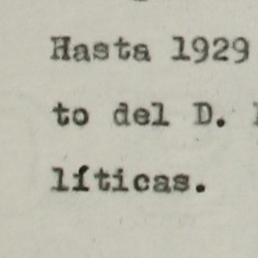 Hasta 1929
to del D.
líticas.